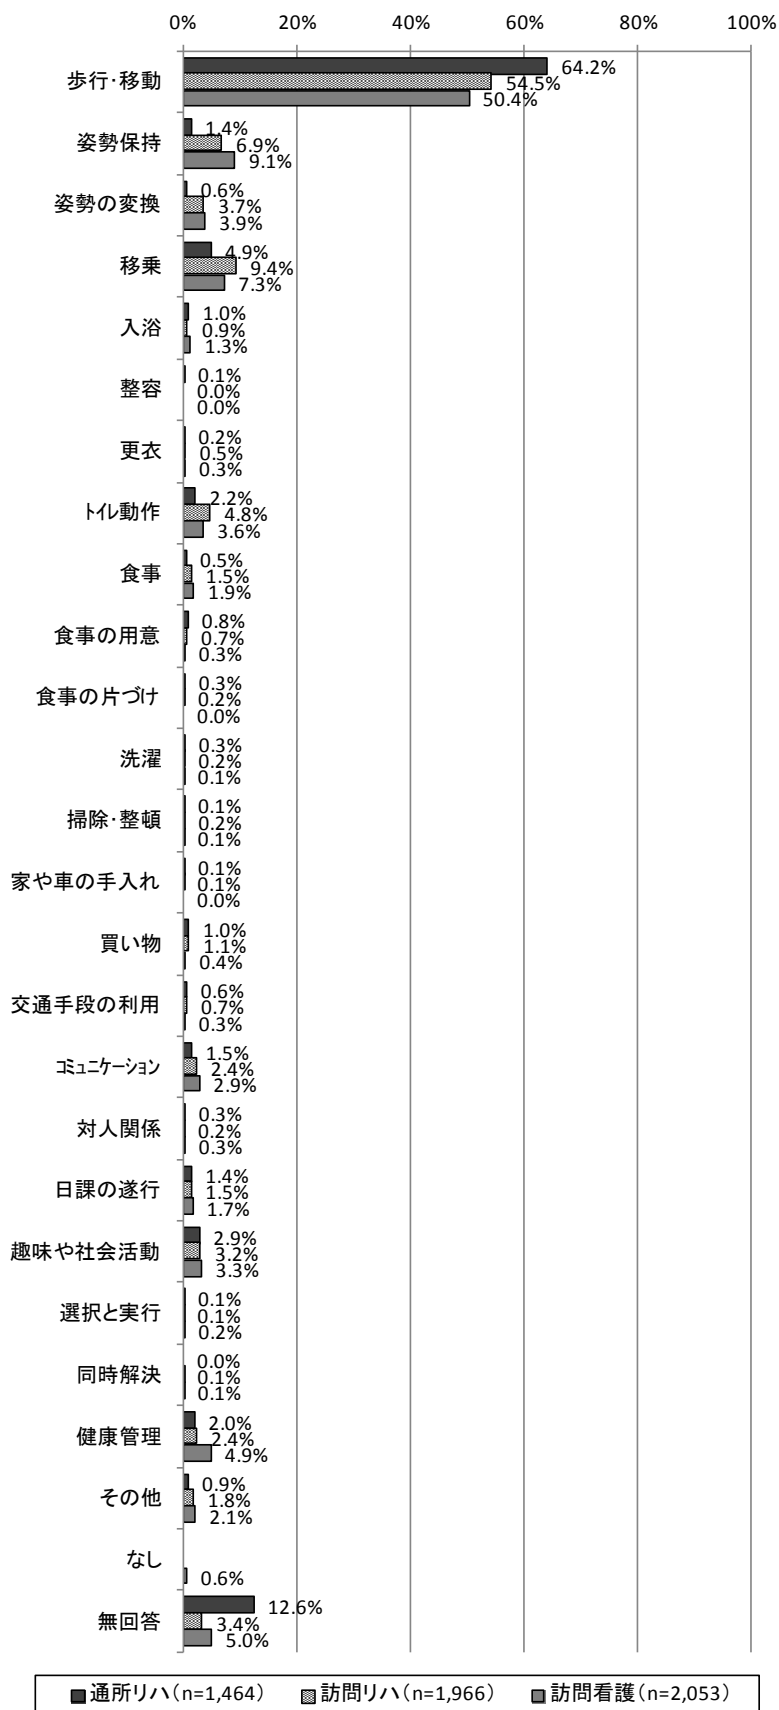 0% 20% 40% 60% 80% 100%
歩行・移動
64.2%
54.5%
50.4%
姿勢保持
1.4%
6.9%
9.1%
姿勢の変換
0.6%
3.7%
3.9%
移乗
4.9%
9.4%
7.3%
入浴
1.0%
0.9%
1.3%
整容
0.1%
0.0%
0.0%
更衣
0.2%
0.5%
0.3%
トイレ動作
2.2%
4.8%
3.6%
食事
0.5%
1.5%
1.9%
食事の用意
0.8%
0.7%
0.3%
食事の片づけ
0.3%
0.2%
0.0%
洗濯
0.3%
0.2%
0.1%
掃除・整頓
0.1%
0.2%
0.1%
家や車の手入れ
0.1%
0.1%
0.0%
買い物
1.0%
1.1%
0.4%
交通手段の利用
0.6%
0.7%
0.3%
コミュニケーション
1.5%
2.4%
2.9%
対人関係
0.3%
0.2%
0.3%
日課の遂行
1.4%
1.5%
1.7%
趣味や社会活動
2.9%
3.2%
3.3%
選択と実行
0.1%
0.1%
0.2%
同時解決
0.0%
0.1%
0.1%
健康管理
2.0%
2.4%
4.9%
その他
0.9%
1.8%
2.1%
なし
0.6%
無回答
12.6%
3.4%
5.0%
通所リハ(n=1,464) 訪問リハ(n=1,966) 訪問看護(n=2,053)